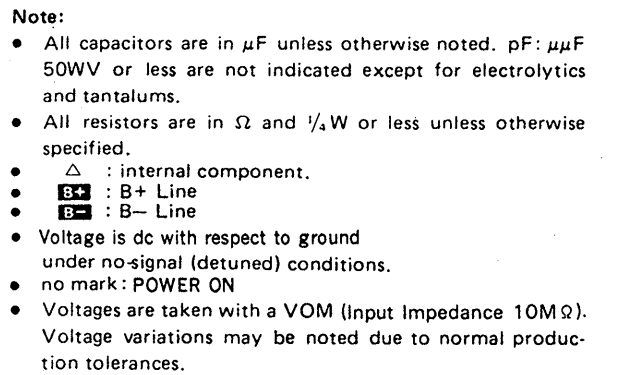 Note:
● All capacitors are in μF unless otherwise noted. pF: μμF
50WV or less are not indicated except for electrolytics
and tantalums.
● All resistors are in Ω and ¼W or less unless otherwise
specified.
● △ : internal component.
● B+ : B+ Line
● B− : B− Line
● Voltage is dc with respect to ground
under no-signal (detuned) conditions.
● no mark: POWER ON
● Voltages are taken with a VOM (Input Impedance 10MΩ).
Voltage variations may be noted due to normal produc-
tion tolerances.